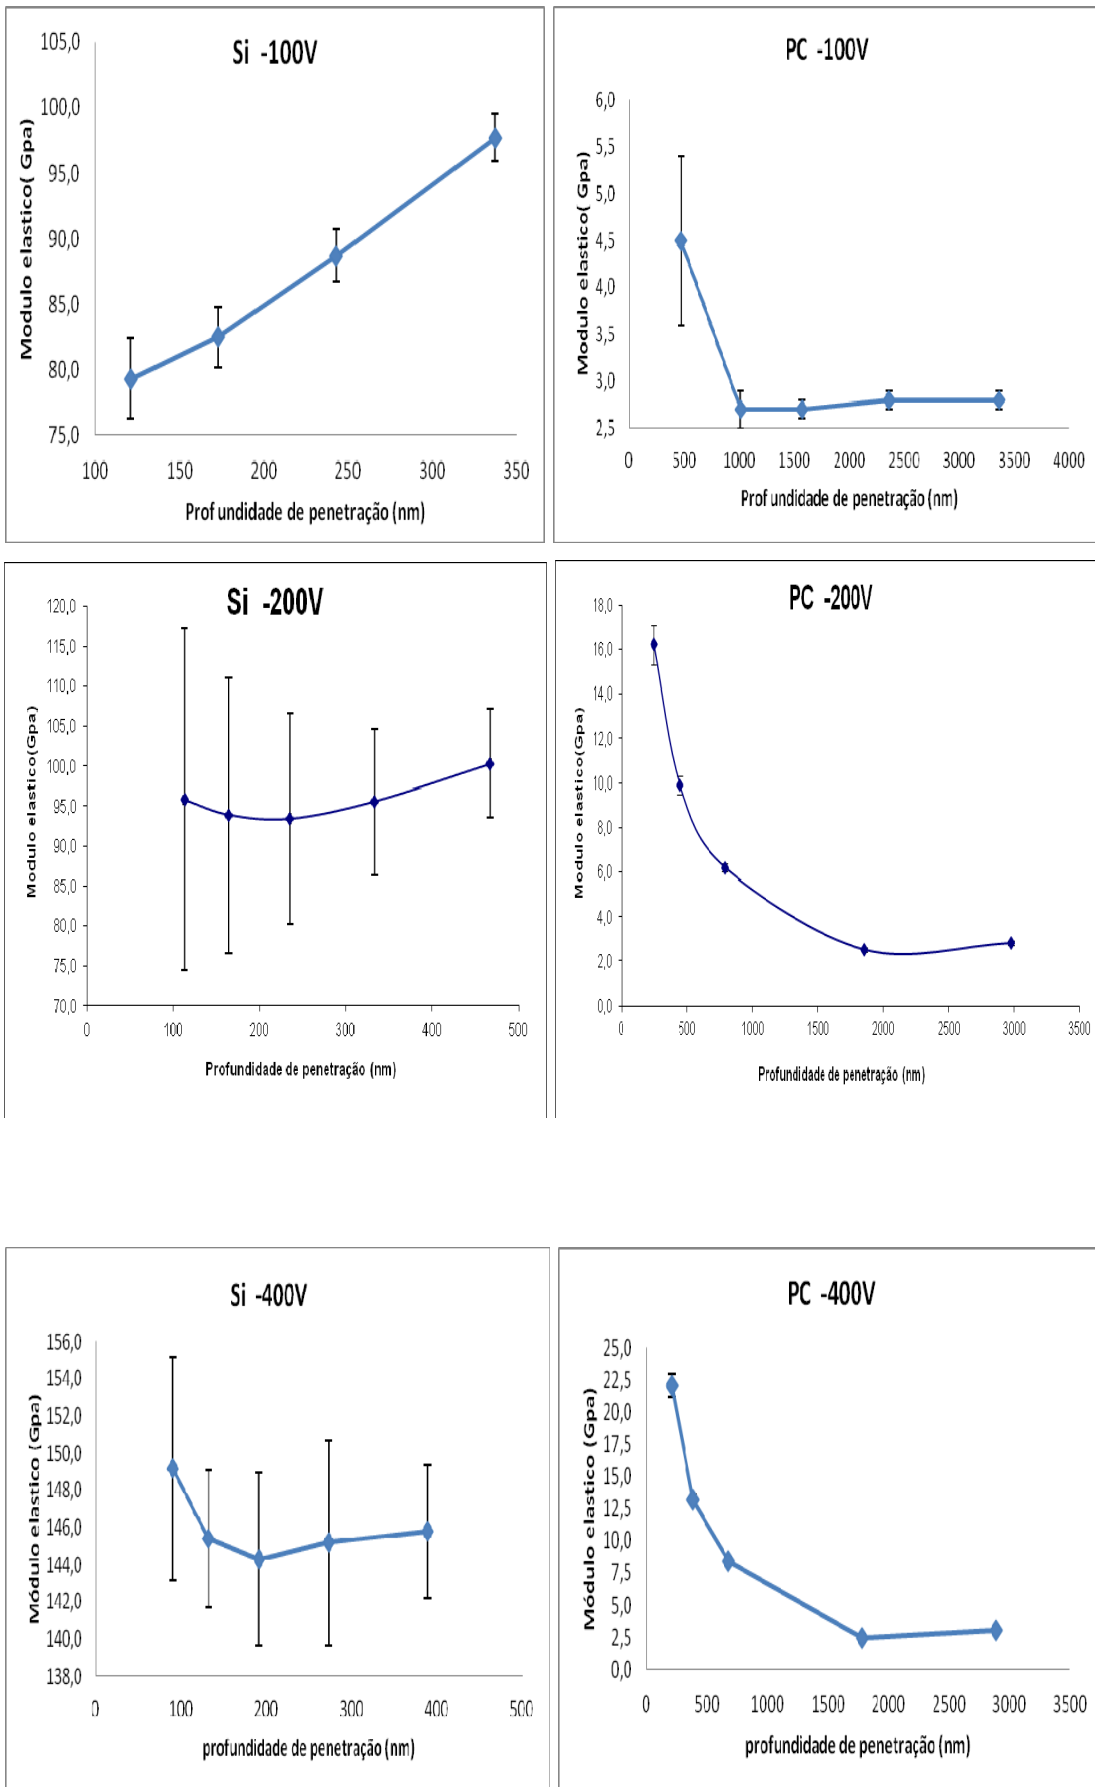 Si -100V
Modulo elastico( Gpa)
105,0
100,0
95,0
90,0
85,0
80,0
75,0
100 150 200 250 300 350
Profundidade de penetração (nm)
PC -100V
Modulo elastico( Gpa)
6,0
5,5
5,0
4,5
4,0
3,5
3,0
2,5
0 500 1000 1500 2000 2500 3000 3500 4000
Profundidade de penetração (nm)
Si -200V
Modulo elastico(Gpa)
120,0
115,0
110,0
105,0
100,0
95,0
90,0
85,0
80,0
75,0
70,0
0 100 200 300 400 500
Profundidade de penetração (nm)
PC -200V
Modulo elastico(Gpa)
18,0
16,0
14,0
12,0
10,0
8,0
6,0
4,0
2,0
0,0
0 500 1000 1500 2000 2500 3000 3500
Profundidade de penetração (nm)
Si -400V
Módulo elastico (Gpa)
156,0
154,0
152,0
150,0
148,0
146,0
144,0
142,0
140,0
138,0
0 100 200 300 400 500
profundidade de penetração (nm)
PC -400V
Módulo elastico (Gpa)
25,0
22,5
20,0
17,5
15,0
12,5
10,0
7,5
5,0
2,5
0,0
0 500 1000 1500 2000 2500 3000 3500
profundidade de penetração (nm)